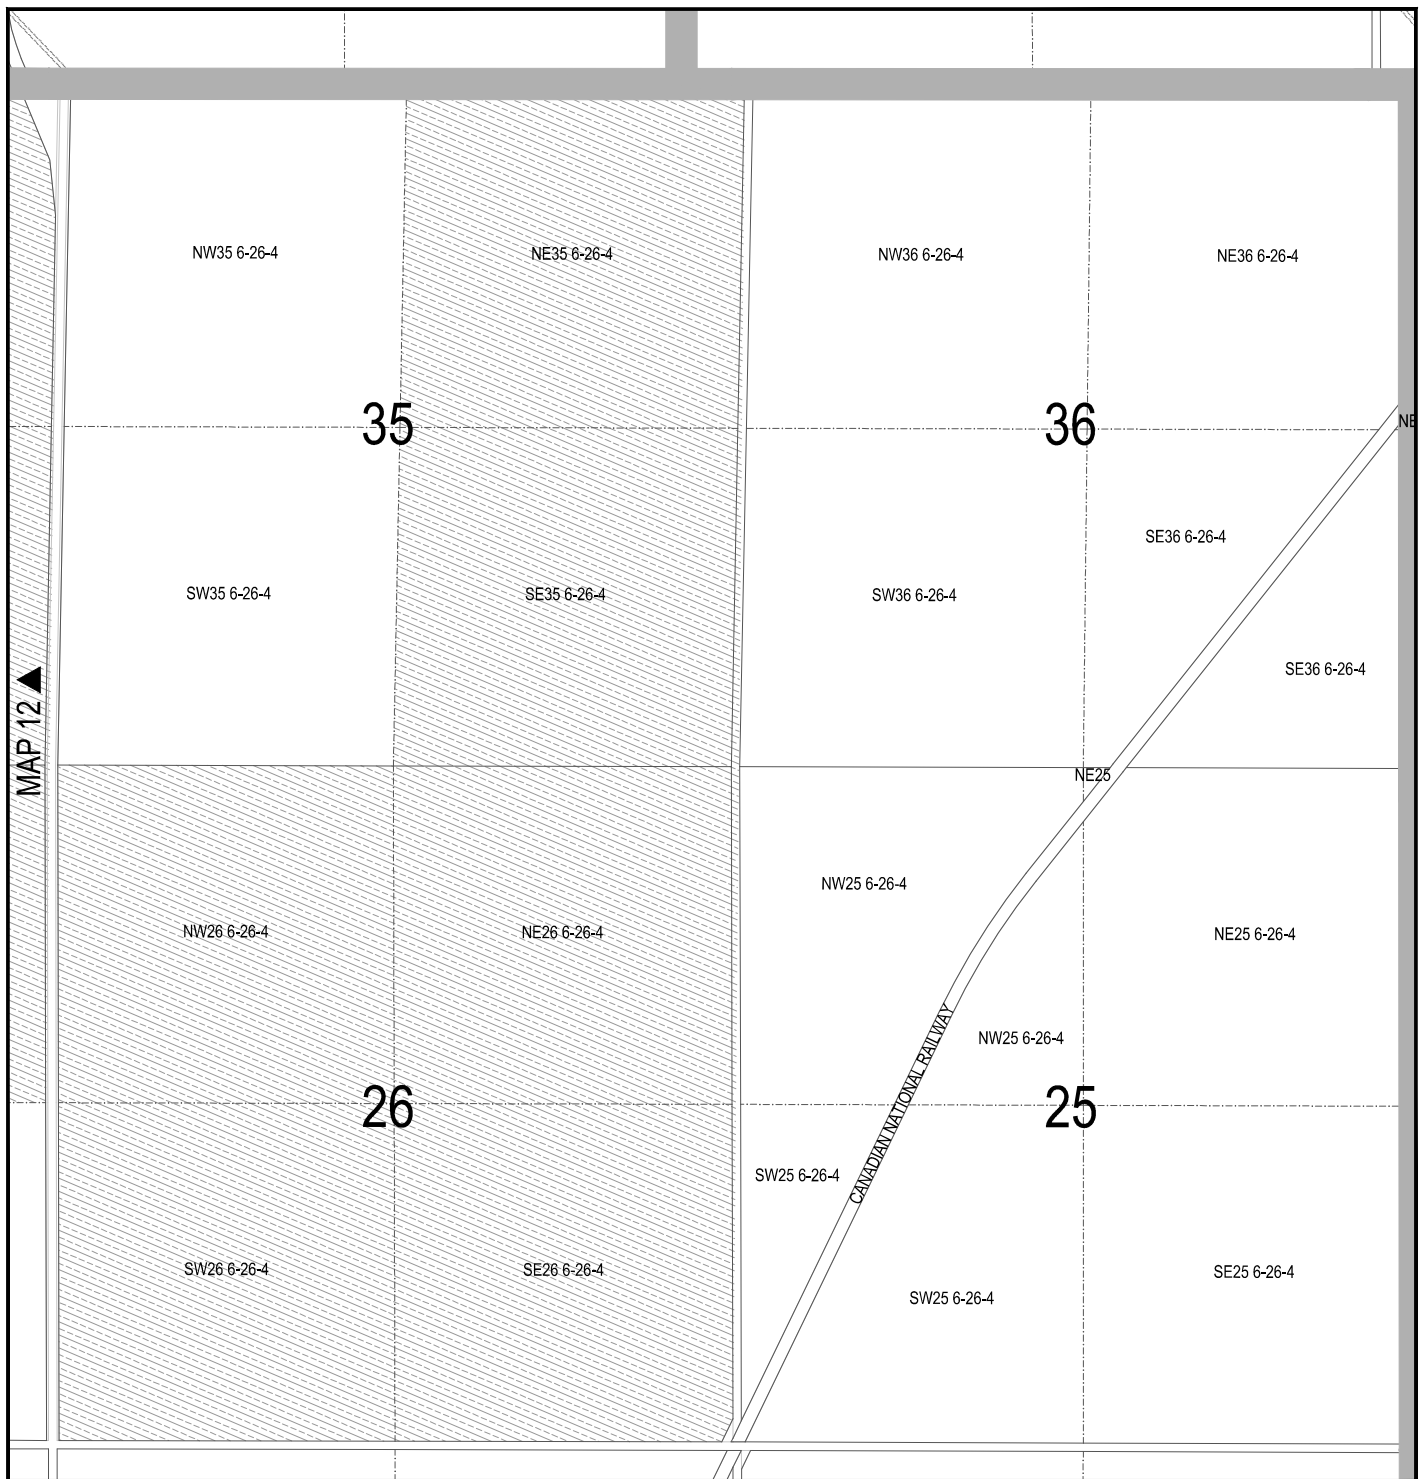 NW35 6-26-4
NE35 6-26-4
NW36 6-26-4
NE36 6-26-4
35
36
NE
SE36 6-26-4
SW35 6-26-4
SE35 6-26-4
SW36 6-26-4
SE36 6-26-4
MAP 12
NE25
NW25 6-26-4
NW26 6-26-4
NE26 6-26-4
NE25 6-26-4
CANADIAN NATIONAL RAILWAY
NW25 6-26-4
26
25
SW25 6-26-4
SW26 6-26-4
SE26 6-26-4
SW25 6-26-4
SE25 6-26-4